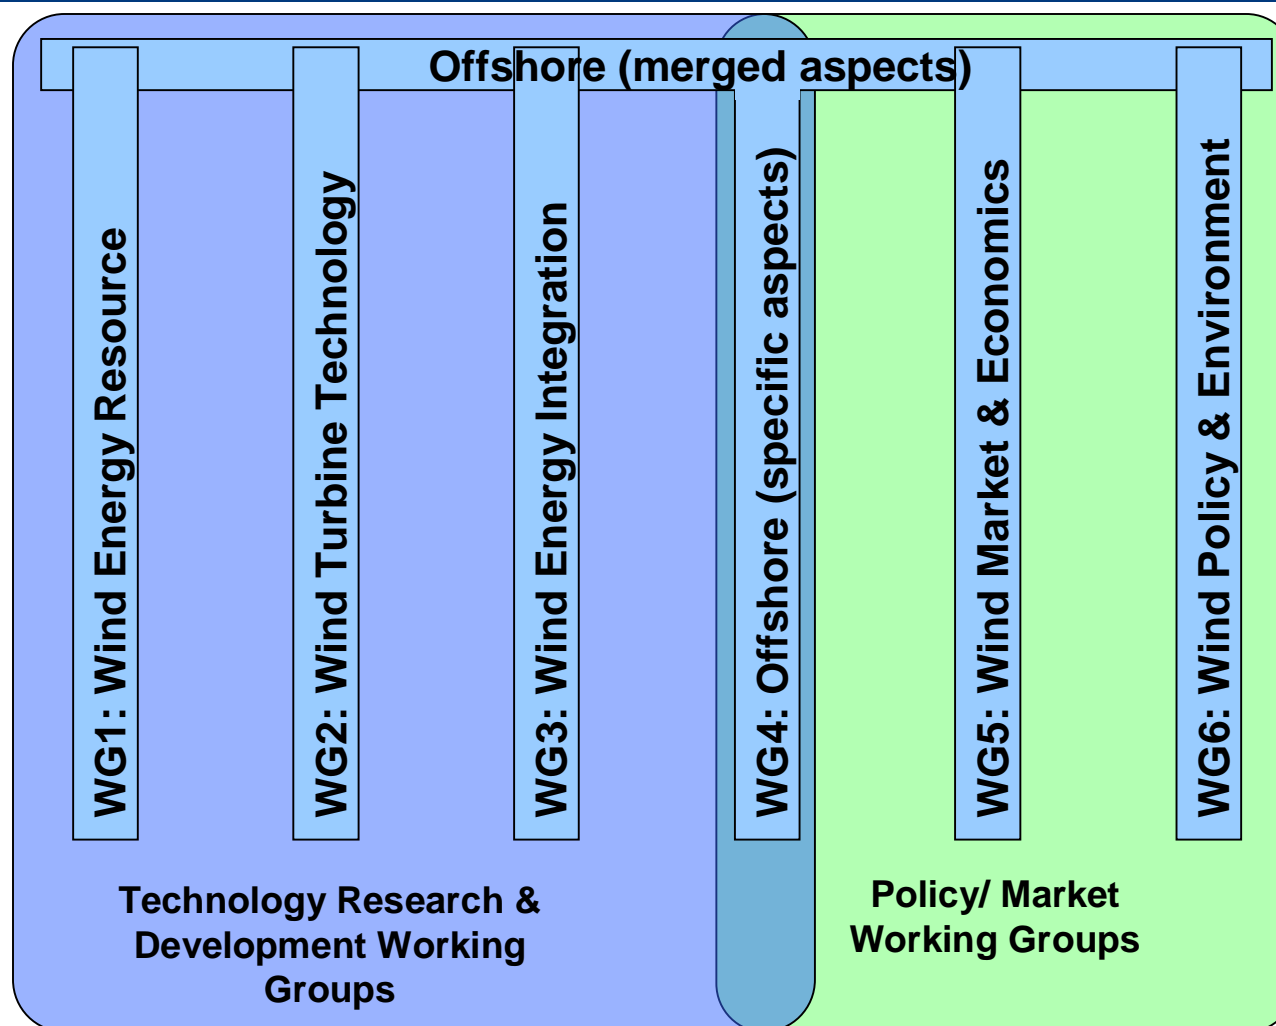 Offshore (merged aspects)
WG1: Wind Energy Resource
WG2: Wind Turbine Technology
WG3: Wind Energy Integration
WG4: Offshore (specific aspects)
WG5: Wind Market & Economics
WG6: Wind Policy & Environment
Technology Research &
Development Working
Groups
Policy/ Market
Working Groups